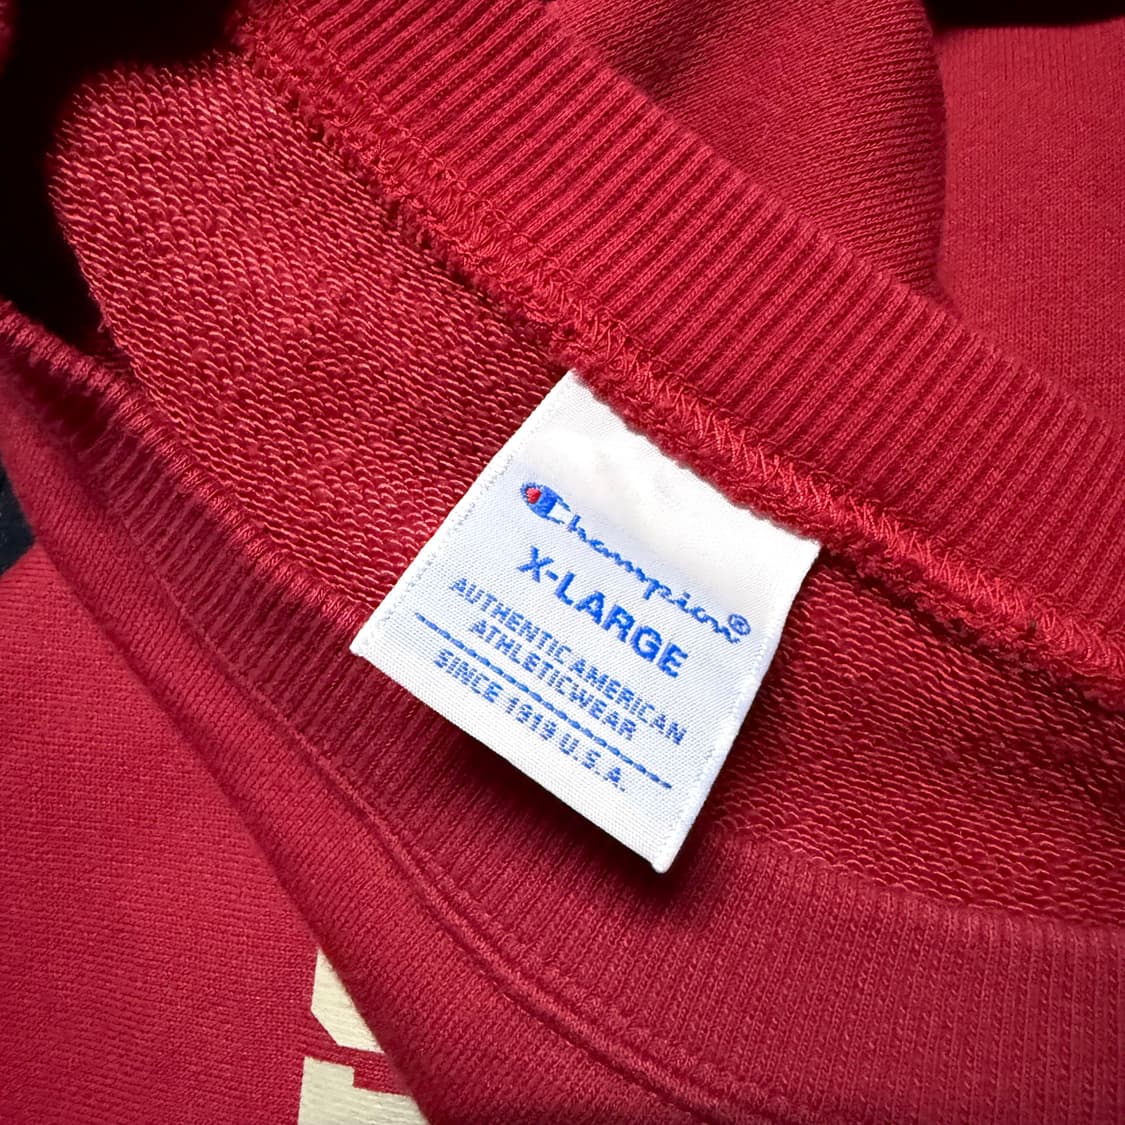 Champion®
X-LARGE
AUTHENTIC AMERICAN
ATHLETICWEAR
SINCE 1919 U.S.A.